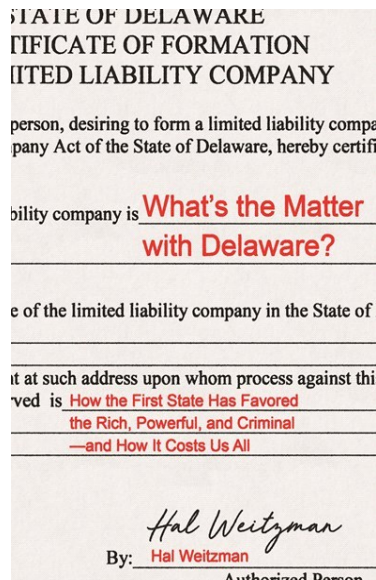 STATE OF DELAWARE
TIFICATE OF FORMATION
ITED LIABILITY COMPANY
person, desiring to form a limited liability compa
pany Act of the State of Delaware, hereby certifi
bility company is What's the Matter
with Delaware?
e of the limited liability company in the State of
nt at such address upon whom process against thi
rved is How the First State Has Favored
the Rich, Powerful, and Criminal
—and How It Costs Us All
Hal Weitzman
By: Hal Weitzman
Authorized Person